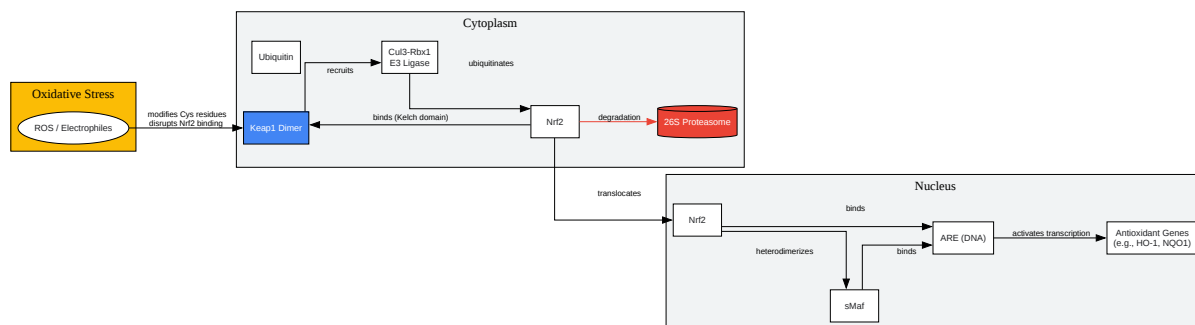 Cytoplasm
Ubiquitin
Cul3-Rbx1
E3 Ligase
recruits
ubiquitinates
Oxidative Stress
ROS / Electrophiles
modifies Cys residues
disrupts Nrf2 binding
Keap1 Dimer
binds (Kelch domain)
Nrf2
degradation
26S Proteasome
translocates
Nucleus
Nrf2
binds
heterodimerizes
binds
sMaf
ARE (DNA)
activates transcription
Antioxidant Genes
(e.g., HO-1, NQO1)